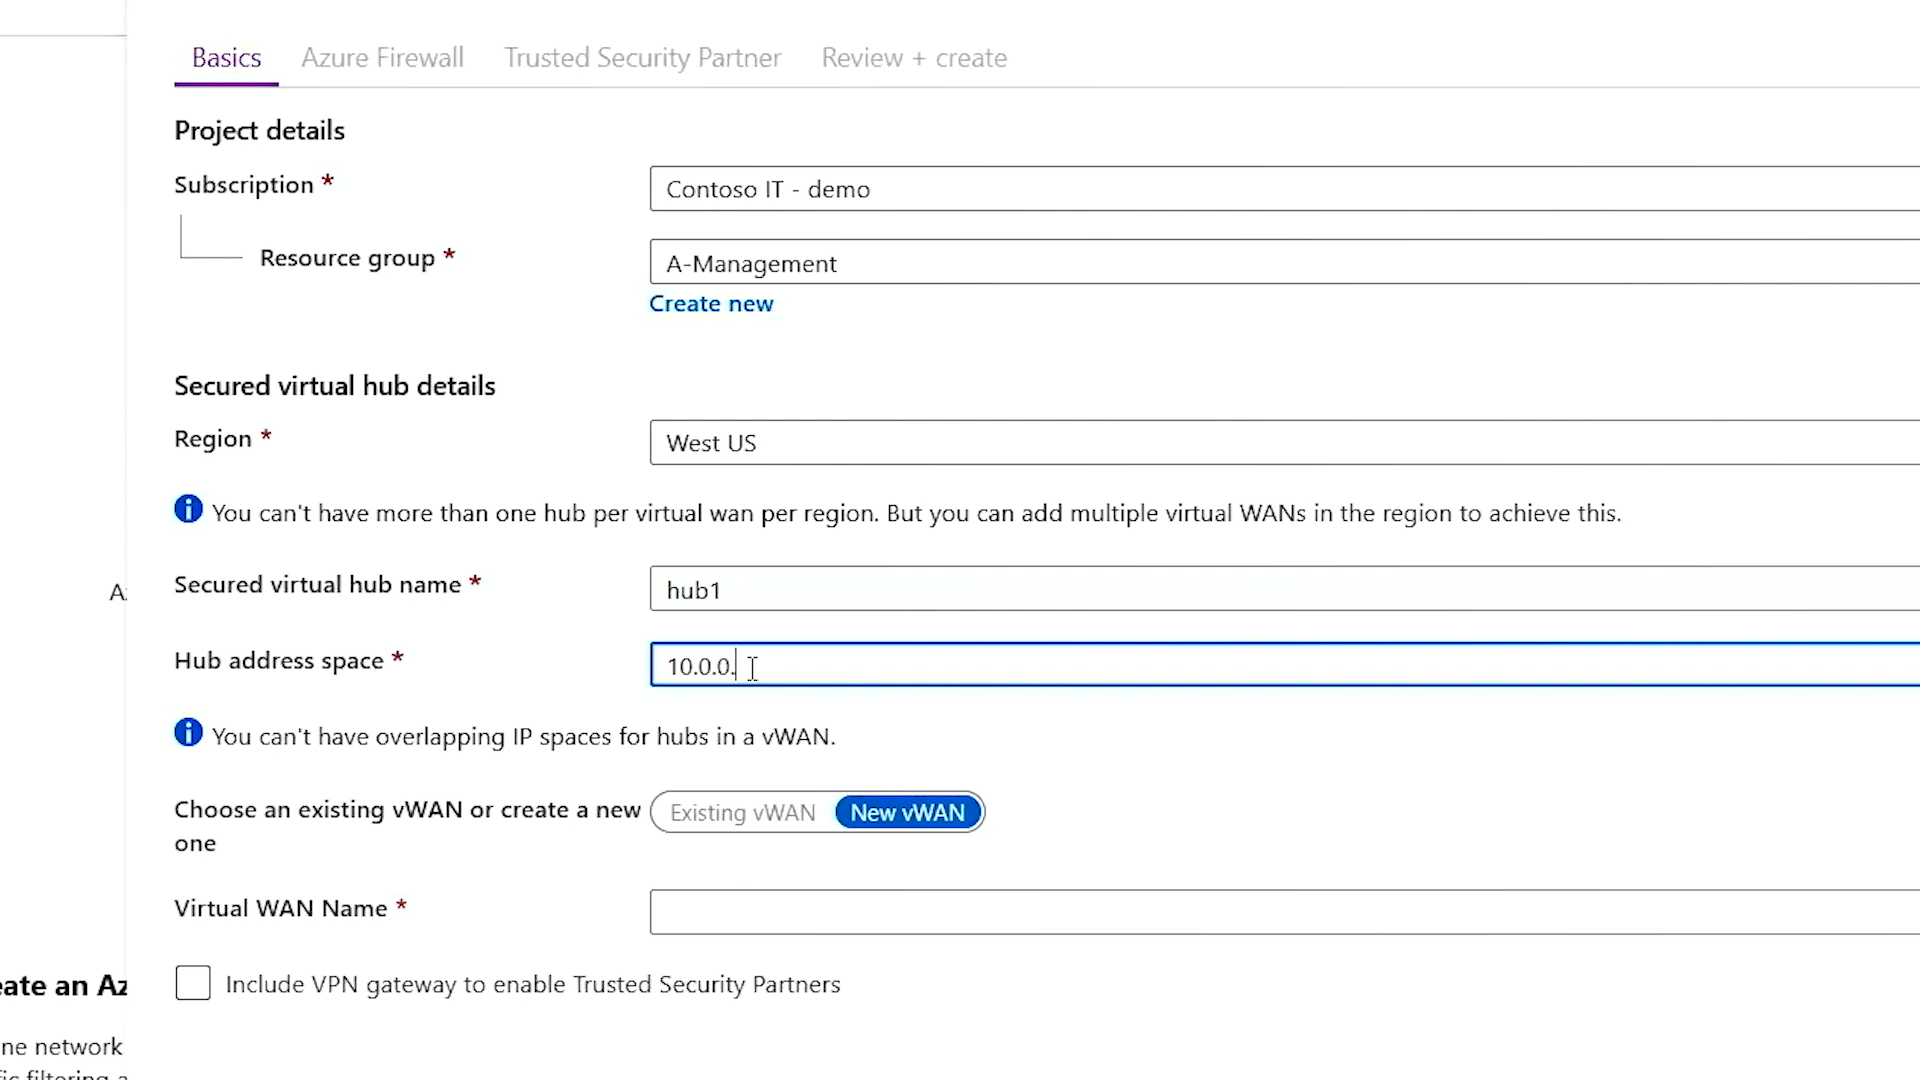 Basics Azure Firewall Trusted Security Partner Review + create
Project details
Subscription *
Contoso IT - demo
Resource group *
A-Management
Create new
Secured virtual hub details
Region *
West US
You can't have more than one hub per virtual wan per region. But you can add multiple virtual WANs in the region to achieve this.
Secured virtual hub name *
hub1
Hub address space *
10.0.0.
You can't have overlapping IP spaces for hubs in a vWAN.
Choose an existing vWAN or create a new
one
Existing vWAN New vWAN
Virtual WAN Name *
Include VPN gateway to enable Trusted Security Partners
an
network
filtering